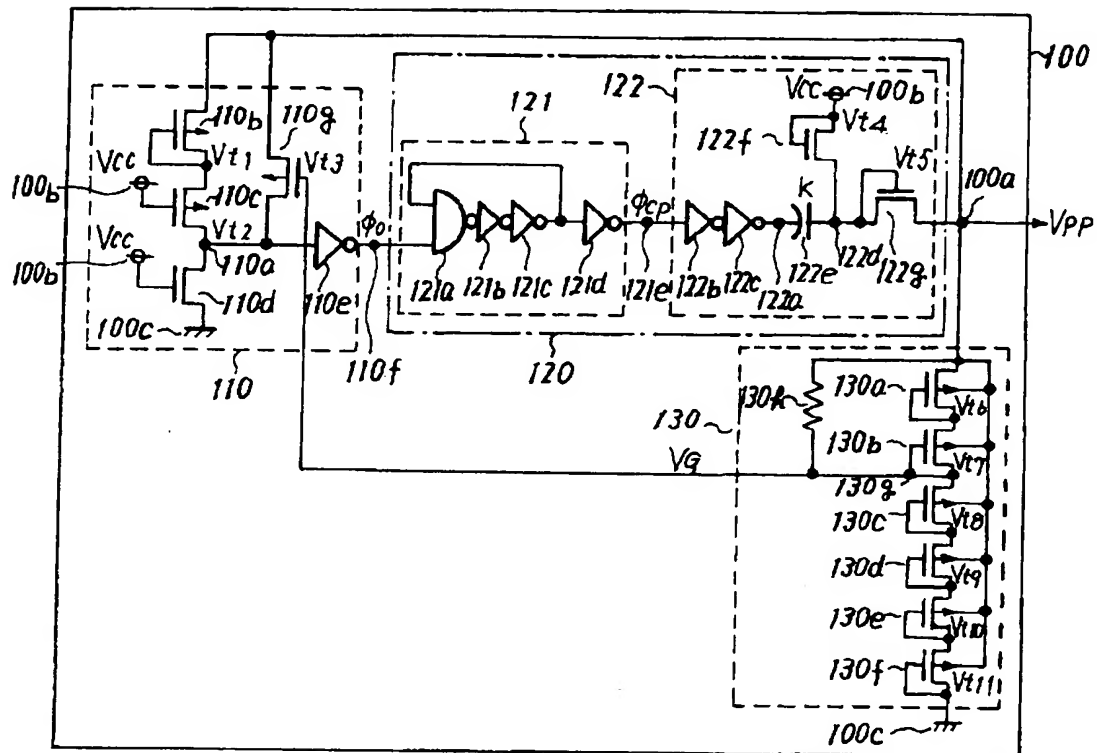 100
122
Vcc
100b
121
110b
110g
Vt4
122f
Vcc
Vt1
Vt3
Vt5
100b
110c
K
100a
φo
φcp
VPP
Vt2
Vcc
110a
122d
122g
100b
121a
121b
121c
121d
121e
122b
122c
122a
122e
110d
110e
100c
110
110f
120
130k
130a
Vt6
130
130b
VG
Vt7
130g
130c
Vt8
130d
Vt9
130e
Vt10
130f
Vt11
100c